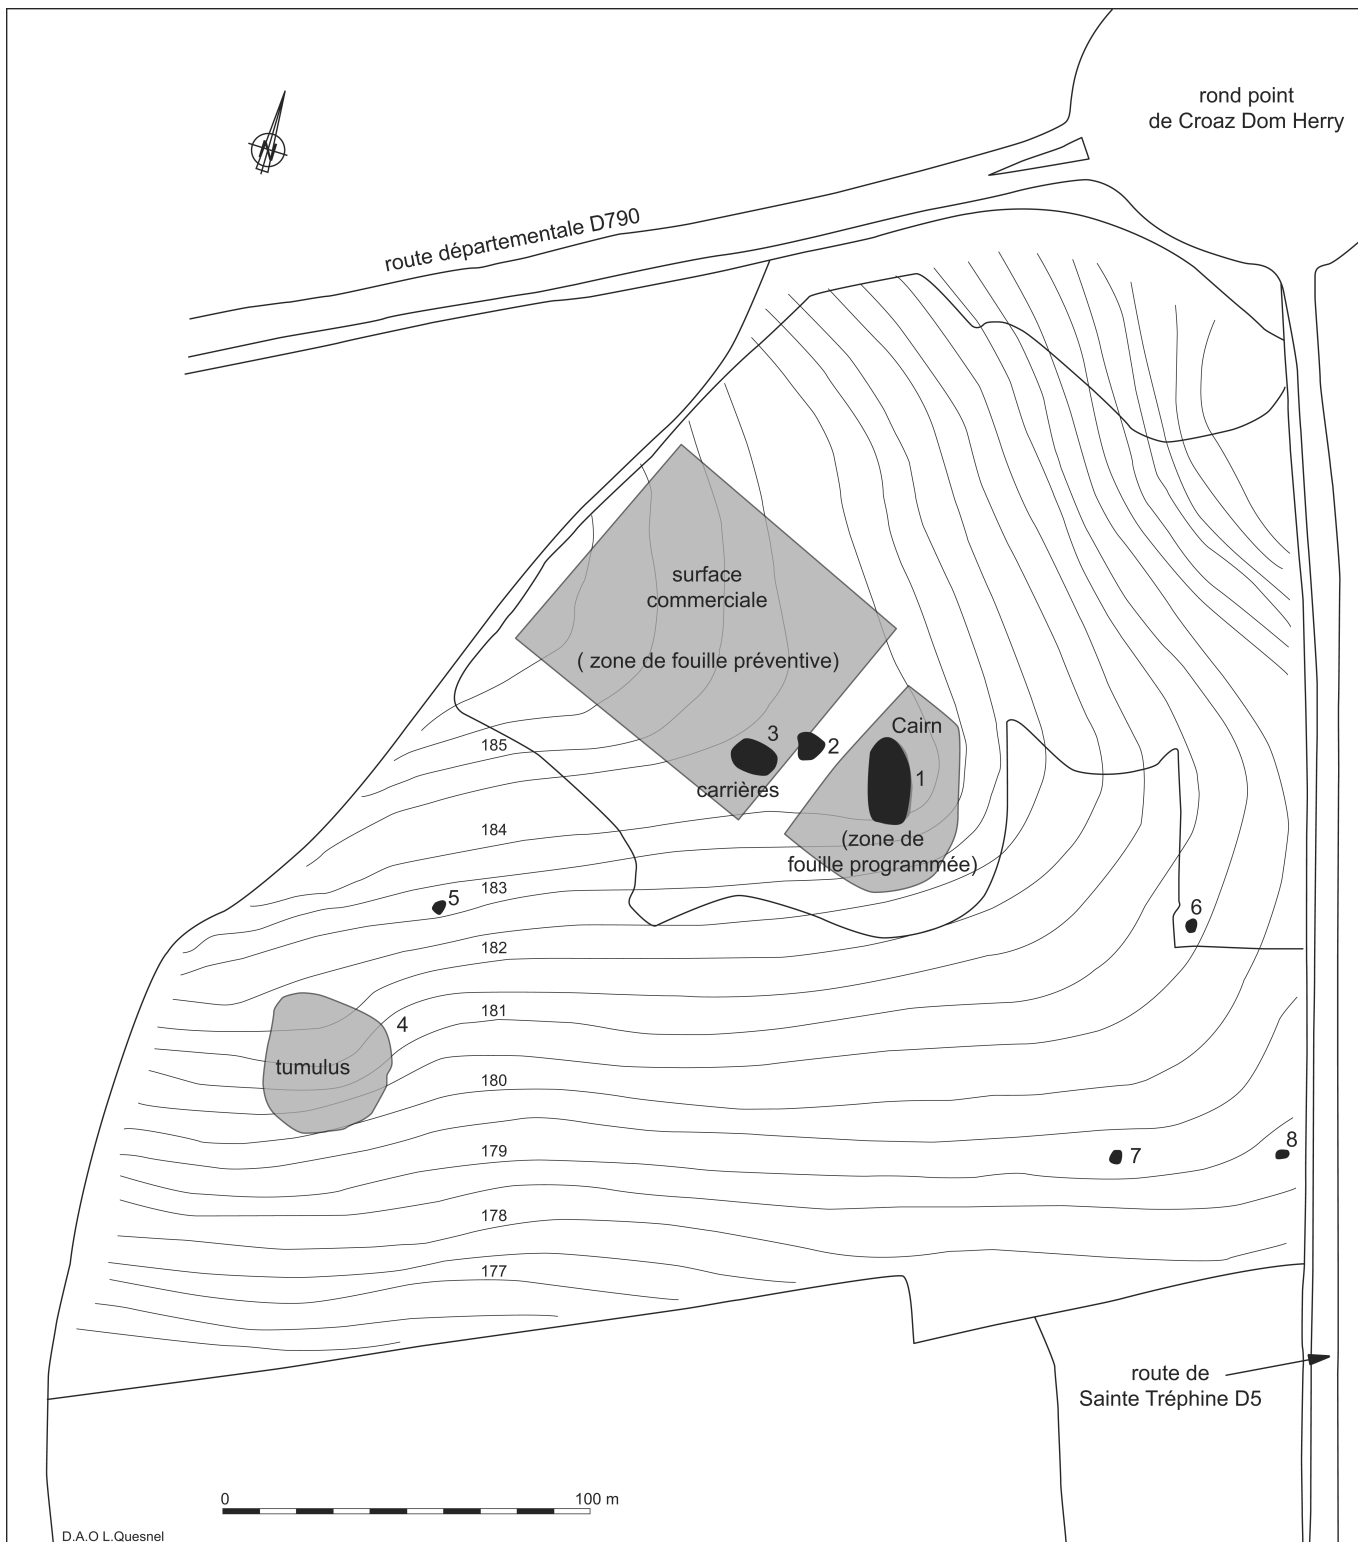 rond point
de Croaz Dom Herry
N
route départementale D790
surface
commerciale
( zone de fouille préventive)
Cairn
3
2
185
1
carrières
184
(zone de
fouille programmée)
183
5
6
182
181
4
tumulus
180
8
179
7
178
177
route de
Sainte Tréphine D5
0
100 m
D.A.O L.Quesnel